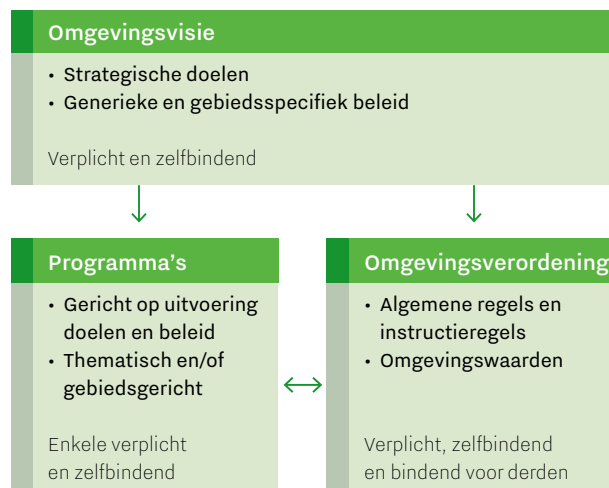 Omgevingsvisie
• Strategische doelen
• Generieke en gebiedsspecifiek beleid
Verplicht en zelfbindend
Programma's
• Gericht op uitvoering
doelen en beleid
• Thematisch en/of
gebiedsgericht
Enkele verplicht
en zelfbindend
Omgevingsverordening
• Algemene regels en
instructieregels
• Omgevingswaarden
Verplicht, zelfbindend
en bindend voor derden